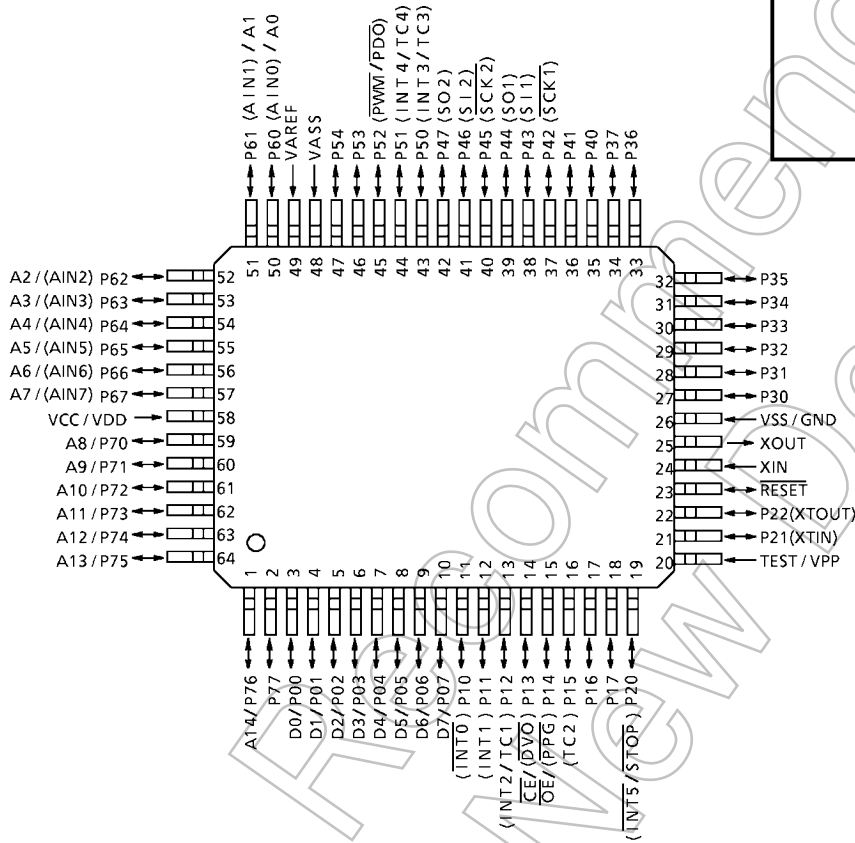 P61 (AIN1) / A1
P60 (AIN0) / A0
VAREF
VASS
P54
P53
P52 (PWM / PDO)
P51 (INT4 / TC4)
P50 (INT3 / TC3)
P47 (SO2)
P46 (SI2)
P45 (SCK2)
P44 (SO1)
P43 (SI1)
P42 (SCK1)
P41
P40
P37
P36
51 50 49 48 47 46 45 44 43 42 41 40 39 38 37 36 35 34 33
A2 / (AIN2) P62 52
A3 / (AIN3) P63 53
A4 / (AIN4) P64 54
A5 / (AIN5) P65 55
A6 / (AIN6) P66 56
A7 / (AIN7) P67 57
VCC / VDD 58
A8 / P70 59
A9 / P71 60
A10 / P72 61
A11 / P73 62
A12 / P74 63
A13 / P75 64
32 P35
31 P34
30 P33
29 P32
28 P31
27 P30
26 VSS / GND
25 XOUT
24 XIN
23 RESET
22 P22 (XTOUT)
21 P21 (XTIN)
20 TEST / VPP
1 2 3 4 5 6 7 8 9 10 11 12 13 14 15 16 17 18 19
A14 / P76
P77
D0/P00
D1/P01
D2/P02
D3/P03
D4/P04
D5/P05
D6/P06
D7/P07
(INT0) P10
(INT1) P11
(INT2 / TC1) P12
CE / (DVO) P13
OE / (PPG) P14
(TC2) P15
P16
P17
(INT5 / STOP) P20
Recommen
New